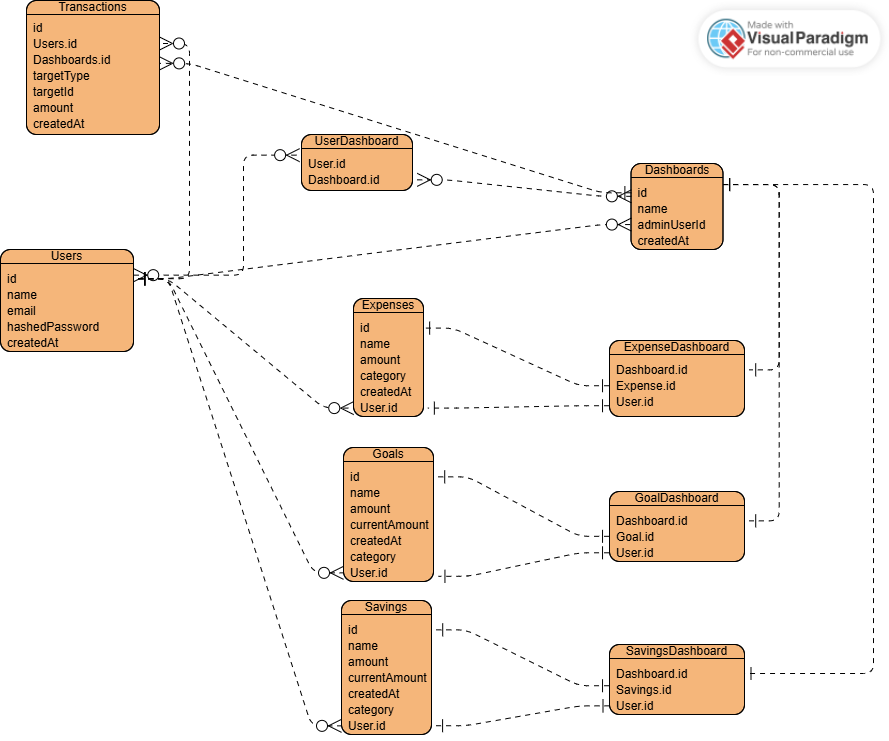 Transactions
id
Users.id
Dashboards.id
targetType
targetId
amount
createdAt
Made with
VisualParadigm
For non-commercial use
UserDashboard
User.id
Dashboard.id
Dashboards
id
name
adminUserId
createdAt
Users
id
name
email
hashedPassword
createdAt
Expenses
id
name
amount
category
createdAt
User.id
ExpenseDashboard
Dashboard.id
Expense.id
User.id
Goals
id
name
amount
currentAmount
createdAt
category
User.id
GoalDashboard
Dashboard.id
Goal.id
User.id
Savings
id
name
amount
currentAmount
createdAt
category
User.id
SavingsDashboard
Dashboard.id
Savings.id
User.id